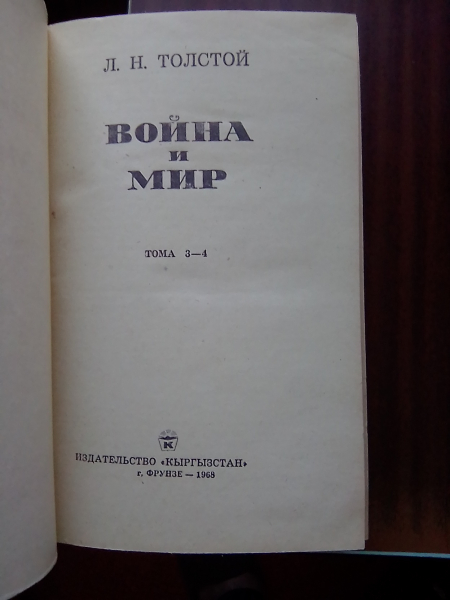 Л. Н. ТОЛСТОЙ
ВОЙНА
И
МИР
ТОМА 3—4
К
ИЗДАТЕЛЬСТВО «КЫРГЫЗСТАН»
г. ФРУНЗЕ — 1968